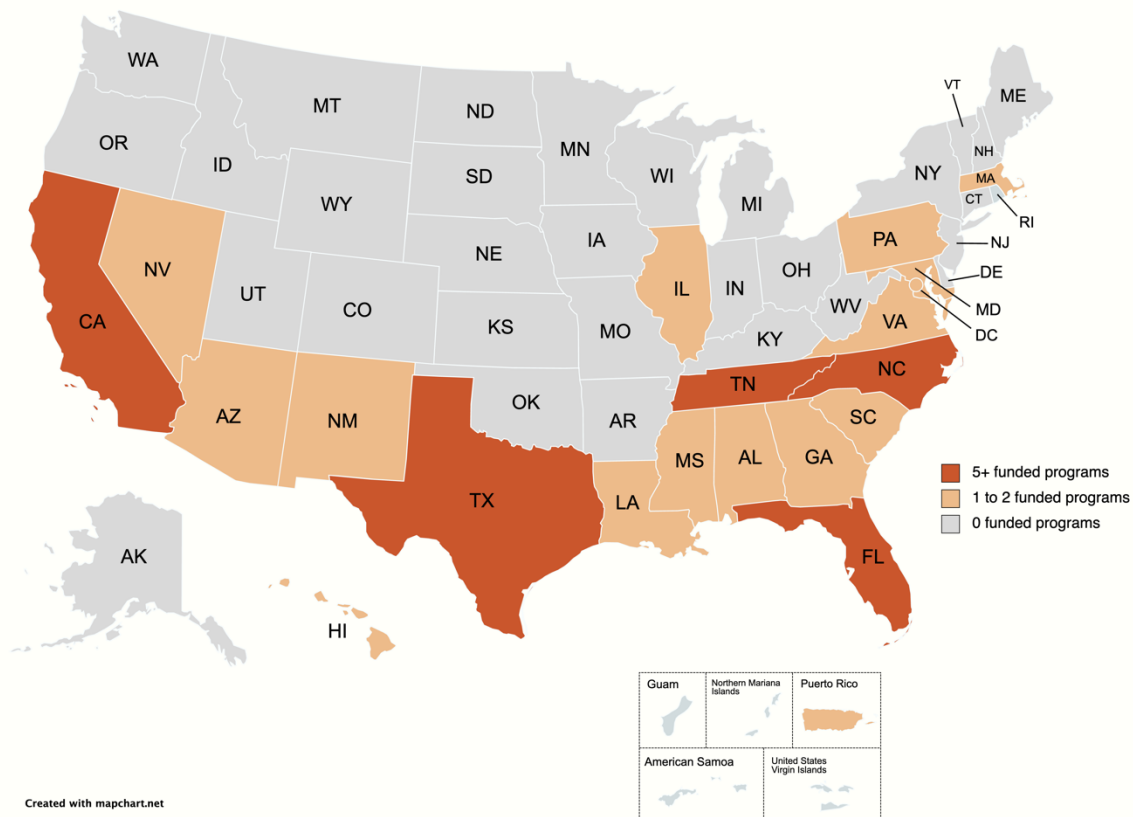 WA
MT
ND
MN
VT
ME
OR
ID
SD
WI
MI
NY
NH
MA
CT
RI
WY
NE
IA
PA
NJ
NV
UT
CO
IL
IN
OH
DE
MD
DC
CA
KS
MO
WV
VA
KY
AZ
NM
OK
AR
TN
NC
SC
TX
LA
MS
AL
GA
FL
5+ funded programs
1 to 2 funded programs
0 funded programs
AK
HI
Guam
Northern Mariana
Islands
Puerto Rico
American Samoa
United States
Virgin Islands
Created with mapchart.net